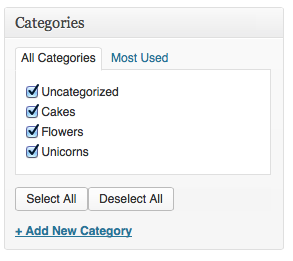 Categories
All Categories Most Used
Uncategorized
Cakes
Flowers
Unicorns
Select All Deselect All
+ Add New Category